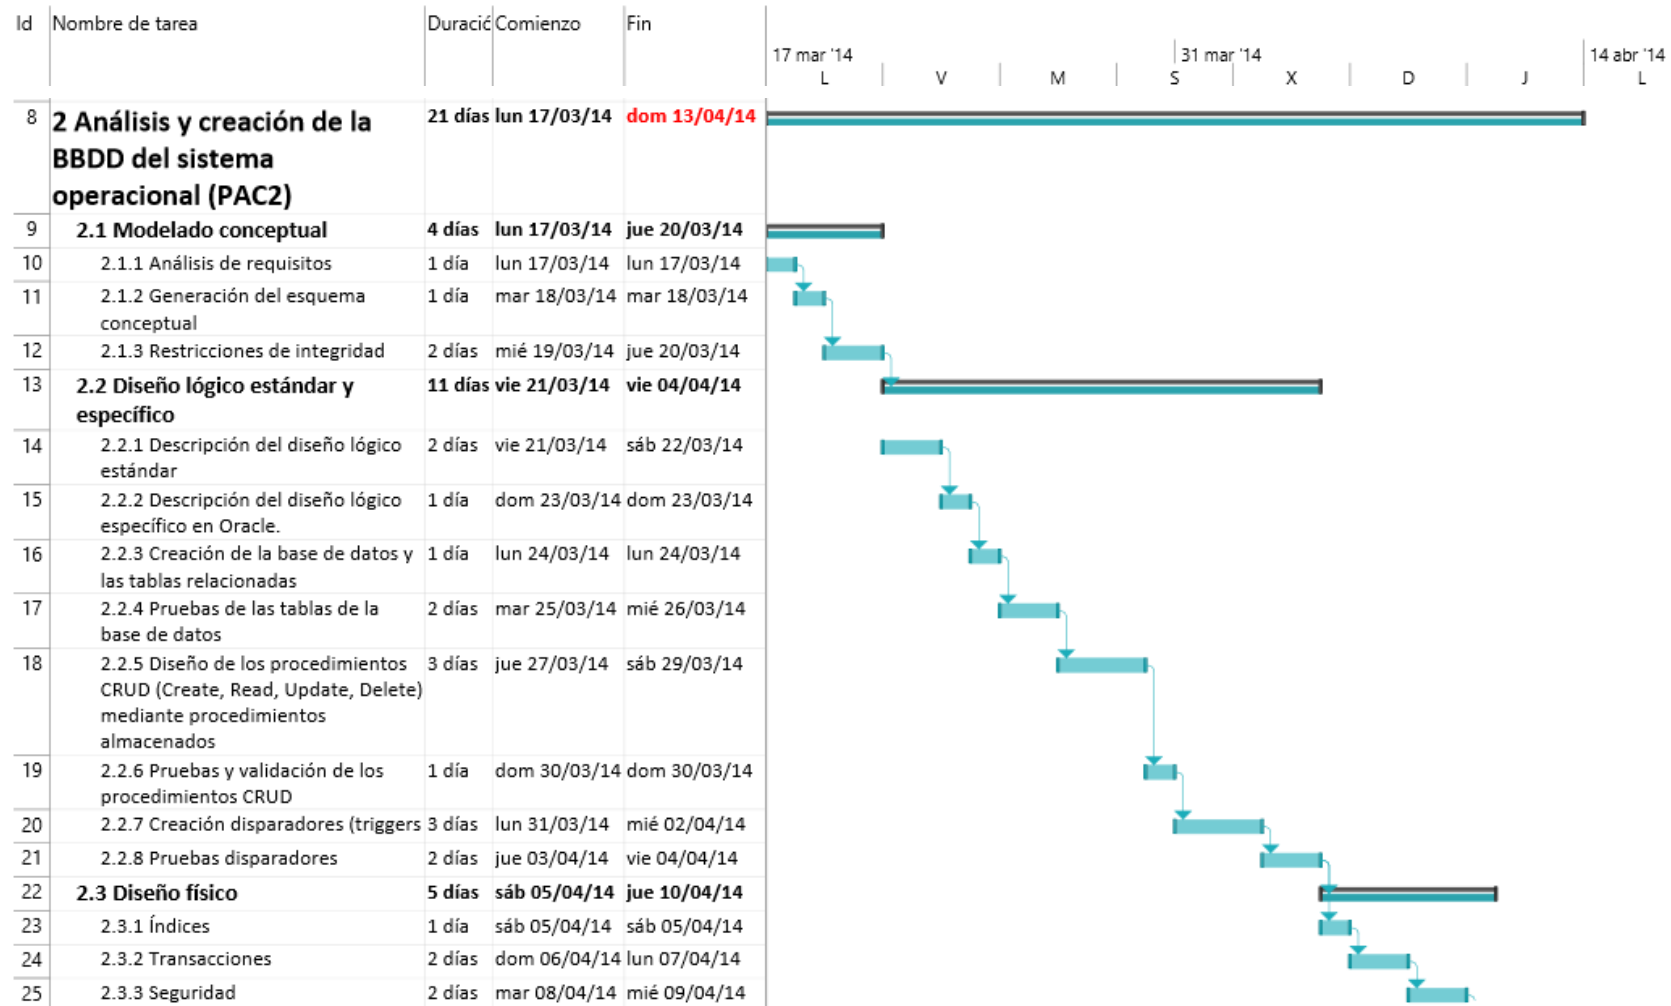 Id Nombre de tarea Duració Comienzo Fin
17 mar '14 31 mar '14 14 abr '14
L V M S X D J L
8 2 Análisis y creación de la 21 días lun 17/03/14 dom 13/04/14
BBDD del sistema
operacional (PAC2)
9 2.1 Modelado conceptual 4 días lun 17/03/14 jue 20/03/14
10 2.1.1 Análisis de requisitos 1 día lun 17/03/14 lun 17/03/14
11 2.1.2 Generación del esquema 1 día mar 18/03/14 mar 18/03/14
conceptual
12 2.1.3 Restricciones de integridad 2 días mié 19/03/14 jue 20/03/14
13 2.2 Diseño lógico estándar y 11 días vie 21/03/14 vie 04/04/14
específico
14 2.2.1 Descripción del diseño lógico 2 días vie 21/03/14 sáb 22/03/14
estándar
15 2.2.2 Descripción del diseño lógico 1 día dom 23/03/14 dom 23/03/14
específico en Oracle.
16 2.2.3 Creación de la base de datos y 1 día lun 24/03/14 lun 24/03/14
las tablas relacionadas
17 2.2.4 Pruebas de las tablas de la 2 días mar 25/03/14 mié 26/03/14
base de datos
18 2.2.5 Diseño de los procedimientos 3 días jue 27/03/14 sáb 29/03/14
CRUD (Create, Read, Update, Delete)
mediante procedimientos
almacenados
19 2.2.6 Pruebas y validación de los 1 día dom 30/03/14 dom 30/03/14
procedimientos CRUD
20 2.2.7 Creación disparadores (triggers 3 días lun 31/03/14 mié 02/04/14
21 2.2.8 Pruebas disparadores 2 días jue 03/04/14 vie 04/04/14
22 2.3 Diseño físico 5 días sáb 05/04/14 jue 10/04/14
23 2.3.1 Índices 1 día sáb 05/04/14 sáb 05/04/14
24 2.3.2 Transacciones 2 días dom 06/04/14 lun 07/04/14
25 2.3.3 Seguridad 2 días mar 08/04/14 mié 09/04/14